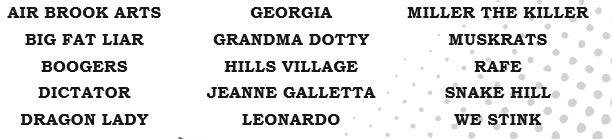 AIR BROOK ARTS GEORGIA MILLER THE KILLER
BIG FAT LIAR GRANDMA DOTTY MUSKRATS
BOOGERS HILLS VILLAGE RAFE
DICTATOR JEANNE GALLETTA SNAKE HILL
DRAGON LADY LEONARDO WE STINK